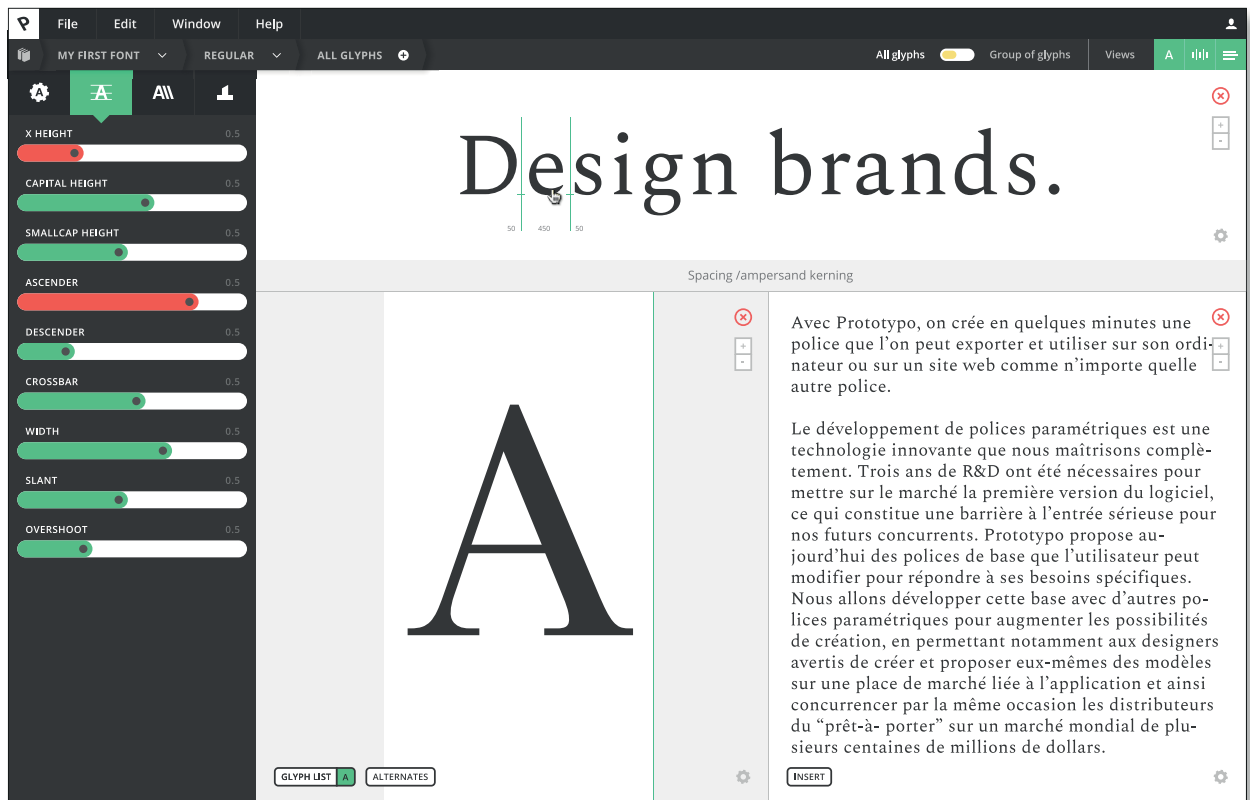 P File Edit Window Help
MY FIRST FONT REGULAR ALL GLYPHS All glyphs Group of glyphs Views A
A A A\\
X HEIGHT 0.5
CAPITAL HEIGHT 0.5
SMALLCAP HEIGHT 0.5
ASCENDER 0.5
DESCENDER 0.5
CROSSBAR 0.5
WIDTH 0.5
SLANT 0.5
OVERSHOOT 0.5
Design brands.
50 450 50
Spacing /ampersand kerning
A
GLYPH LIST A ALTERNATES
Avec Prototypo, on crée en quelques minutes une
police que l’on peut exporter et utiliser sur son ordi-
nateur ou sur un site web comme n’importe quelle
autre police.
Le développement de polices paramétriques est une
technologie innovante que nous maîtrisons complè-
tement. Trois ans de R&D ont été nécessaires pour
mettre sur le marché la première version du logiciel,
ce qui constitue une barrière à l’entrée sérieuse pour
nos futurs concurrents. Prototypo propose au-
jourd’hui des polices de base que l’utilisateur peut
modifier pour répondre à ses besoins spécifiques.
Nous allons développer cette base avec d’autres po-
lices paramétriques pour augmenter les possibilités
de création, en permettant notamment aux designers
avertis de créer et proposer eux-mêmes des modèles
sur une place de marché liée à l’application et ainsi
concurrencer par la même occasion les distributeurs
du “prêt-à- porter” sur un marché mondial de plu-
sieurs centaines de millions de dollars.
INSERT